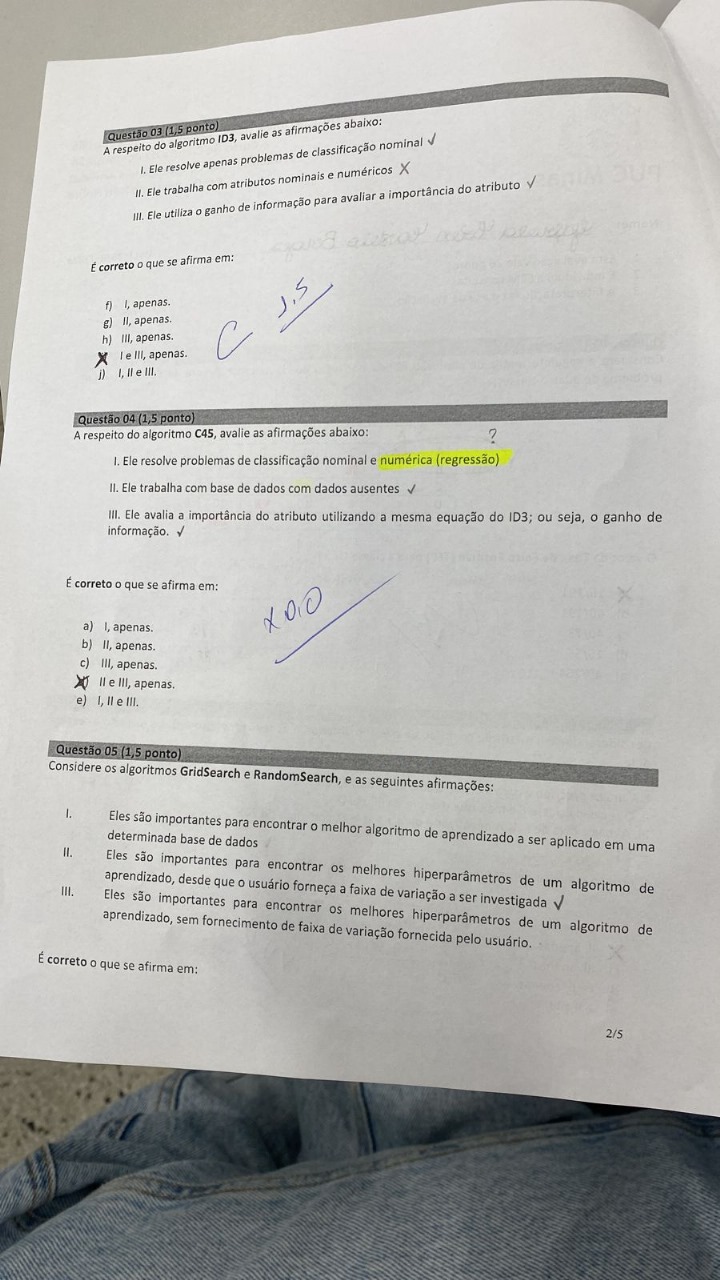 Questão 03 (1,5 ponto)
A respeito do algoritmo ID3, avalie as afirmações abaixo:
I. Ele resolve apenas problemas de classificação nominal ✓
II. Ele trabalha com atributos nominais e numéricos X
III. Ele utiliza o ganho de informação para avaliar a importância do atributo ✓
É correto o que se afirma em:
f) I, apenas.
g) II, apenas.
h) III, apenas.
I e III, apenas.
j) I, II e III.
C 1,5
Questão 04 (1,5 ponto)
A respeito do algoritmo C45, avalie as afirmações abaixo:
?
I. Ele resolve problemas de classificação nominal e numérica (regressão)
II. Ele trabalha com base de dados com dados ausentes ✓
III. Ele avalia a importância do atributo utilizando a mesma equação do ID3; ou seja, o ganho de
informação. ✓
É correto o que se afirma em:
a) I, apenas.
b) II, apenas.
c) III, apenas.
II e III, apenas.
e) I, II e III.
x 0,0
Questão 05 (1,5 ponto)
Considere os algoritmos GridSearch e RandomSearch, e as seguintes afirmações:
I. Eles são importantes para encontrar o melhor algoritmo de aprendizado a ser aplicado em uma
determinada base de dados
II. Eles são importantes para encontrar os melhores hiperparâmetros de um algoritmo de
aprendizado, desde que o usuário forneça a faixa de variação a ser investigada ✓
III. Eles são importantes para encontrar os melhores hiperparâmetros de um algoritmo de
aprendizado, sem fornecimento de faixa de variação fornecida pelo usuário.
É correto o que se afirma em:
2/5